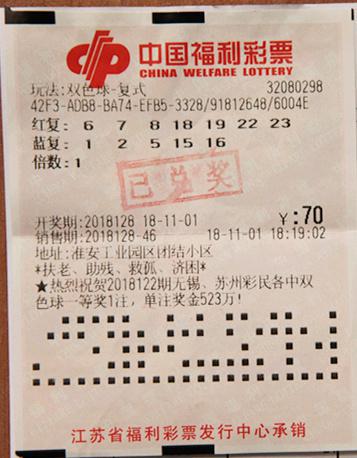 中国福利彩票
CHINA WELFARE LOTTERY
玩法:双色球-复式 32080298
42F3-ADB8-BA74-EFB5-3328/91812648/6004E
红复: 6 7 8 18 19 22 23
蓝复: 1 2 5 15 16
倍数:1
已兑奖
开奖期:2018128 18-11-01 ¥:70
销售期:2018128-46 18-11-01 18:19:02
地址:淮安工业园区团结小区
*扶老、助残、救孤、济困*
★热烈祝贺2018122期无锡、苏州彩民各中双
色球一等奖1注,单注奖金523万!
江苏省福利彩票发行中心承销